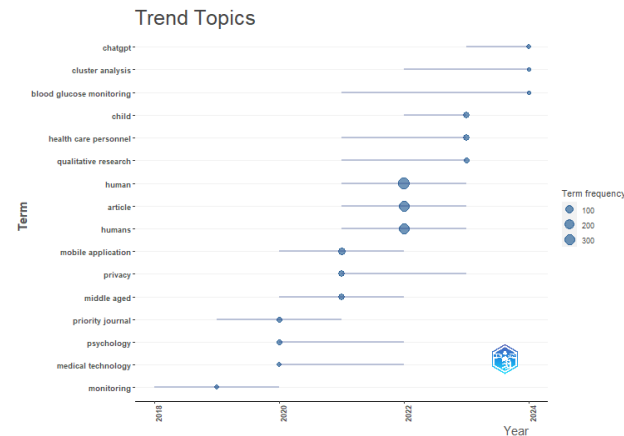 Trend Topics
chatgpt
cluster analysis
blood glucose monitoring
child
health care personnel
qualitative research
human
article
humans
mobile application
privacy
middle aged
priority journal
psychology
medical technology
monitoring
Term
Term frequency
100
200
300
2018
2020
2022
2024
Year